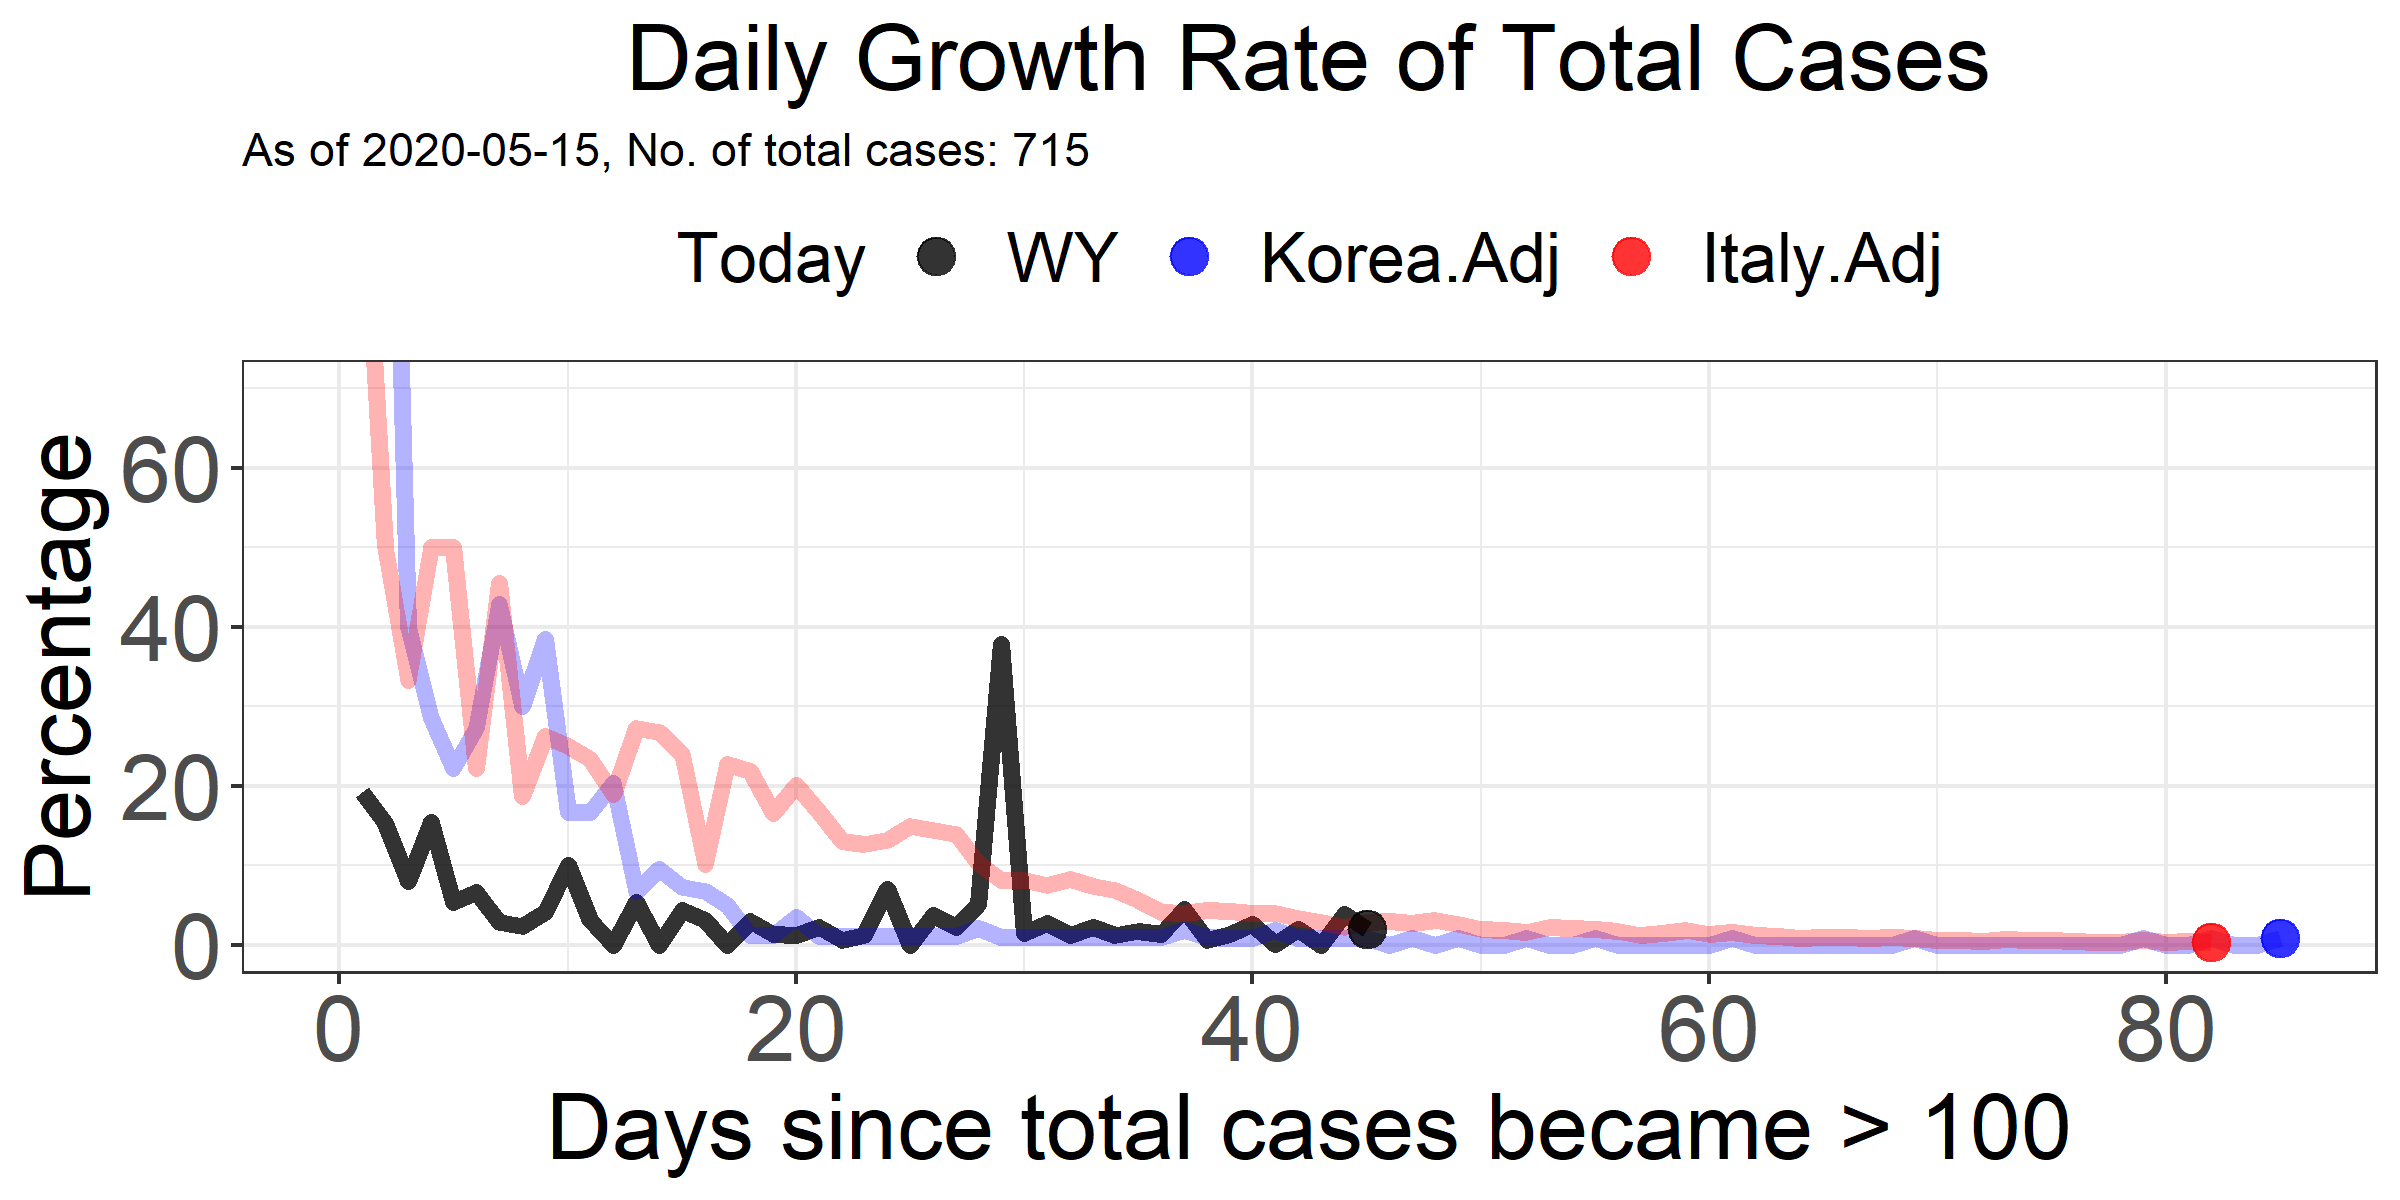 Daily Growth Rate of Total Cases
As of 2020-05-15, No. of total cases: 715
Today WY Korea.Adj Italy.Adj
Percentage
60
40
20
0
0 20 40 60 80
Days since total cases became > 100